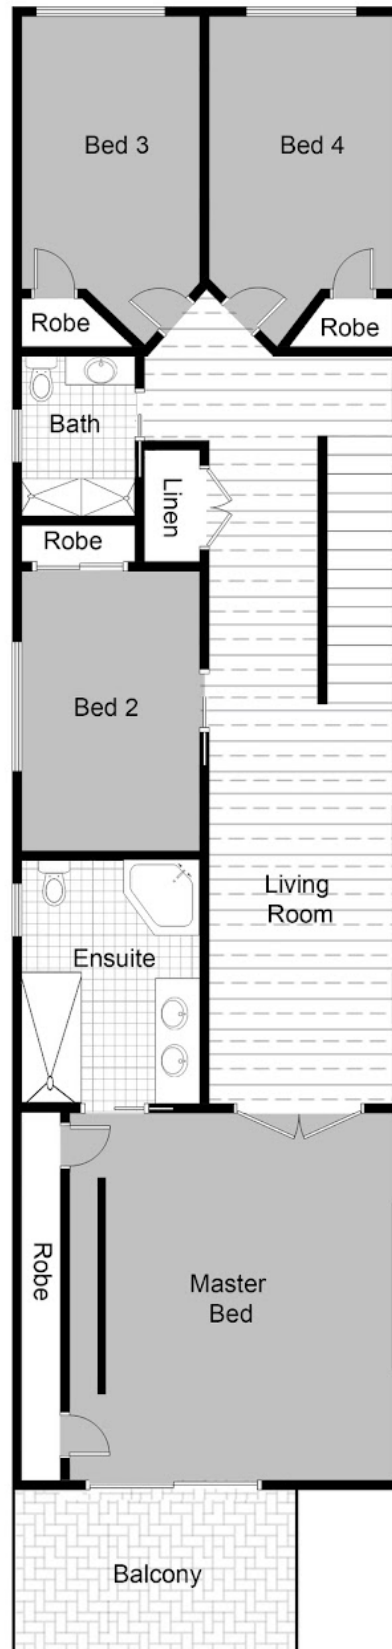 Bed 3
Bed 4
Robe
Robe
Bath
Linen
Robe
Bed 2
Living
Room
Ensuite
Robe
Master
Bed
Balcony